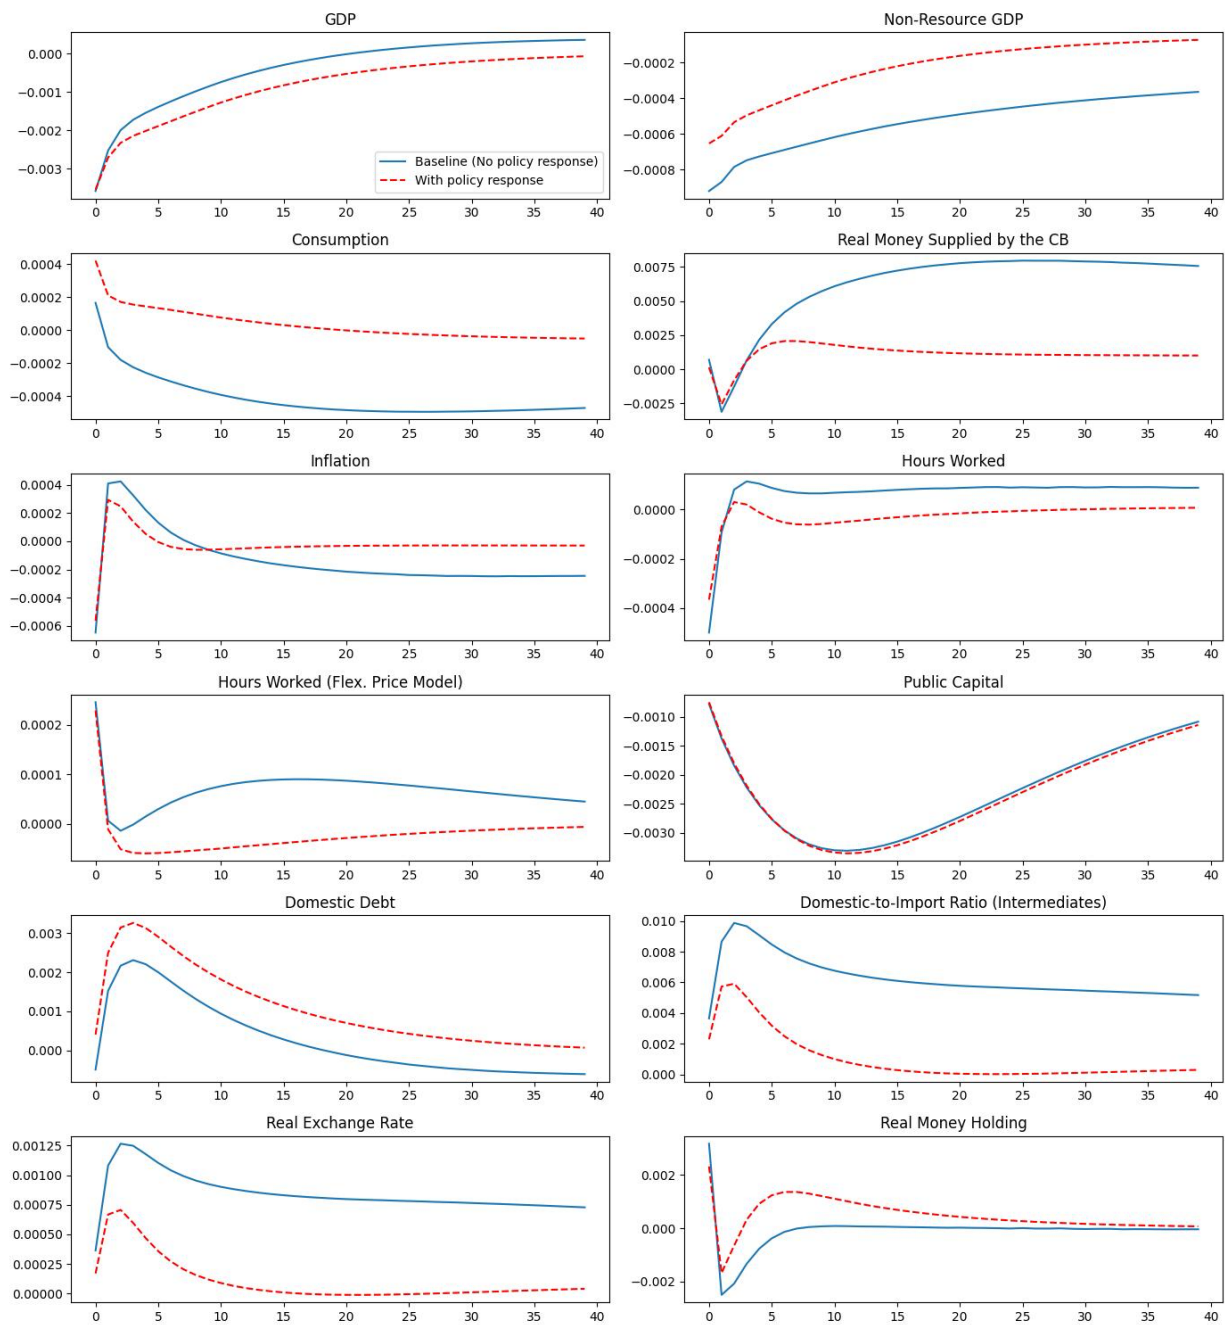 GDP
0.000
−0.001
−0.002
−0.003
Baseline (No policy response)
With policy response
0 5 10 15 20 25 30 35 40
Non-Resource GDP
−0.0002
−0.0004
−0.0006
−0.0008
0 5 10 15 20 25 30 35 40
Consumption
0.0004
0.0002
0.0000
−0.0002
−0.0004
0 5 10 15 20 25 30 35 40
Real Money Supplied by the CB
0.0075
0.0050
0.0025
0.0000
−0.0025
0 5 10 15 20 25 30 35 40
Inflation
0.0004
0.0002
0.0000
−0.0002
−0.0004
−0.0006
0 5 10 15 20 25 30 35 40
Hours Worked
0.0000
−0.0002
−0.0004
0 5 10 15 20 25 30 35 40
Hours Worked (Flex. Price Model)
0.0002
0.0001
0.0000
0 5 10 15 20 25 30 35 40
Public Capital
−0.0010
−0.0015
−0.0020
−0.0025
−0.0030
0 5 10 15 20 25 30 35 40
Domestic Debt
0.003
0.002
0.001
0.000
0 5 10 15 20 25 30 35 40
Domestic-to-Import Ratio (Intermediates)
0.010
0.008
0.006
0.004
0.002
0.000
0 5 10 15 20 25 30 35 40
Real Exchange Rate
0.00125
0.00100
0.00075
0.00050
0.00025
0.00000
0 5 10 15 20 25 30 35 40
Real Money Holding
0.002
0.000
−0.002
0 5 10 15 20 25 30 35 40